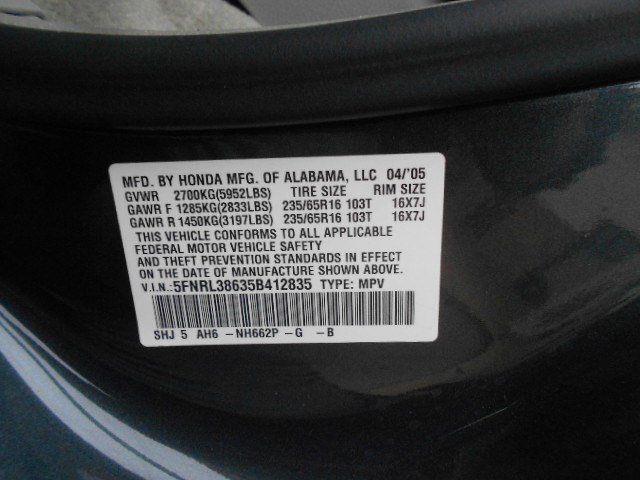 MFD. BY HONDA MFG. OF ALABAMA, LLC 04/'05
GVWR 2700KG(5952LBS) TIRE SIZE RIM SIZE
GAWR F 1285KG(2833LBS) 235/65R16 103T 16X7J
GAWR R 1450KG(3197LBS) 235/65R16 103T 16X7J
THIS VEHICLE CONFORMS TO ALL APPLICABLE
FEDERAL MOTOR VEHICLE SAFETY
AND THEFT PREVENTION STANDARDS IN EFFECT
ON THE DATE OF MANUFACTURE SHOWN ABOVE.
V.I.N.:5FNRL38635B412835 TYPE: MPV
SHJ 5 AH6 -NH662P -G -B